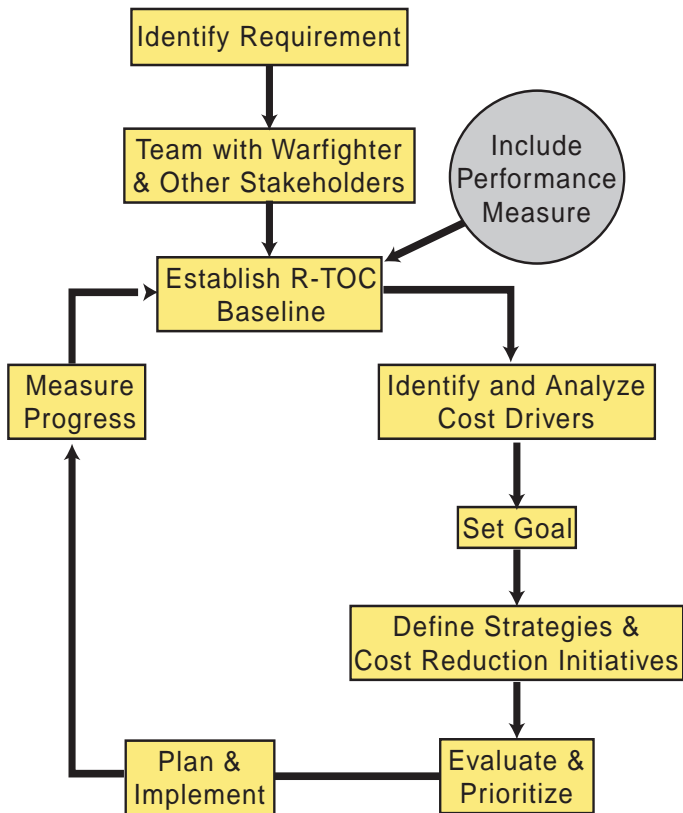 Identify Requirement
Team with Warfighter
& Other Stakeholders
Include
Performance
Measure
Establish R-TOC
Baseline
Measure
Progress
Identify and Analyze
Cost Drivers
Set Goal
Define Strategies &
Cost Reduction Initiatives
Plan &
Implement
Evaluate &
Prioritize